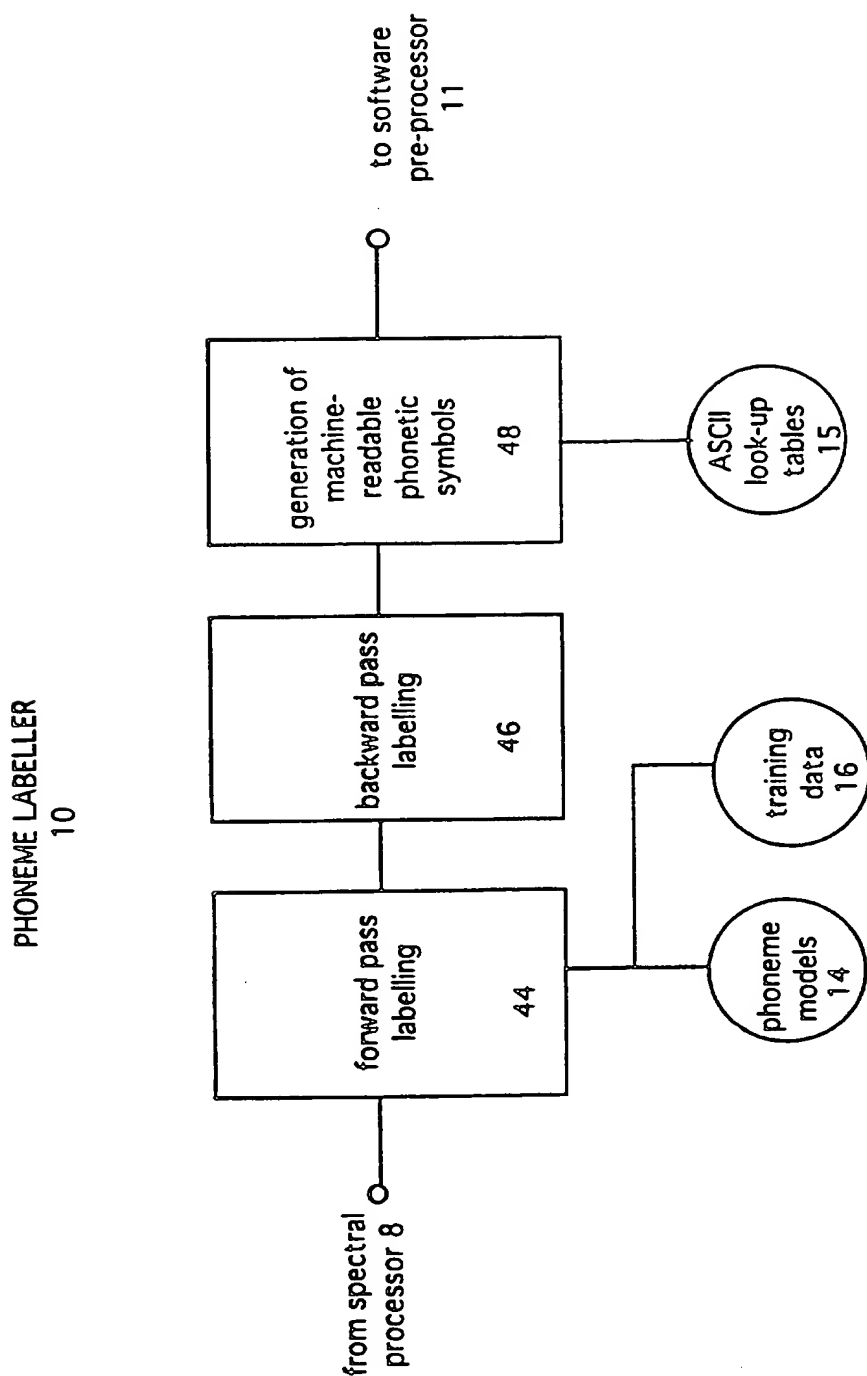 PHONEME LABELLER
10
from spectral
processor 8
forward pass
labelling
44
backward pass
labelling
46
generation of
machine-
readable
phonetic
symbols
48
to software
pre-processor
11
phoneme
models
14
training
data
16
ASCII
look-up
tables
15